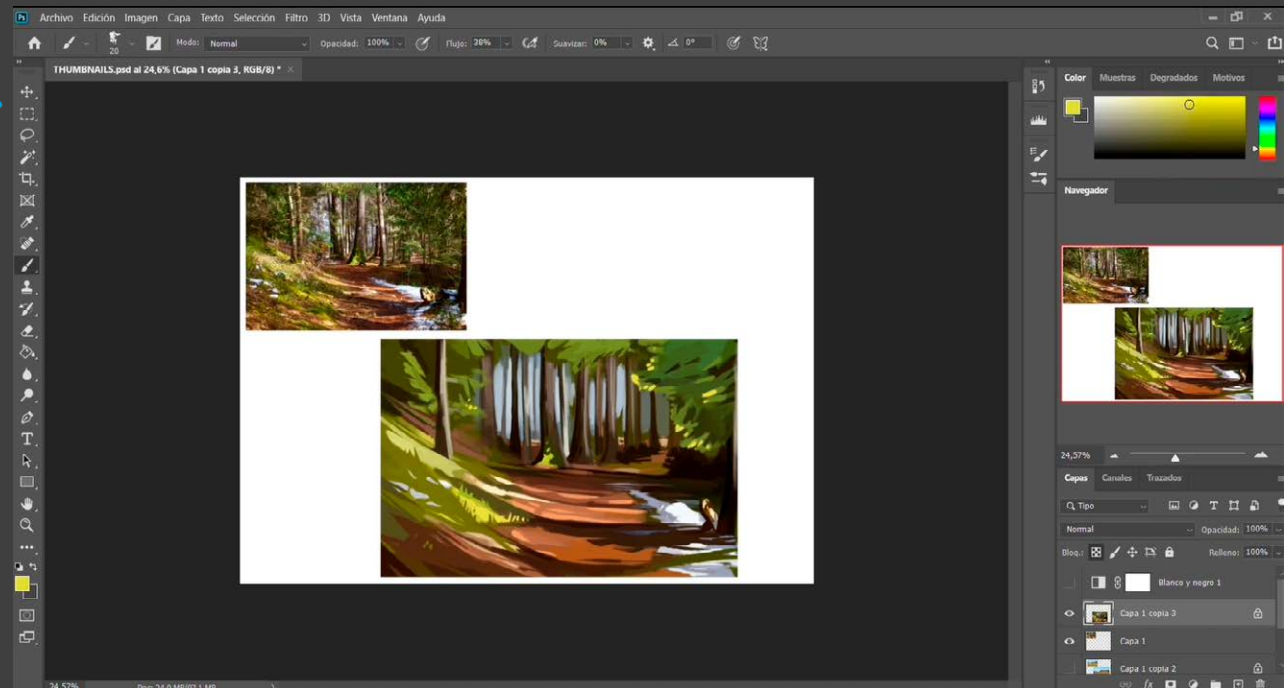 Ps Archivo Edición Imagen Capa Texto Selección Filtro 3D Vista Ventana Ayuda
20 Modo: Normal Opacidad: 100% Flujo: 38% Suavizar: 0% 0°
THUMBNAILS.psd al 24,6% (Capa 1 copia 3, RGB/8) *
Color Muestras Degradados Motivos
Navegador
24,57%
Capas Canales Trazados
Tipo
Normal Opacidad: 100%
Bloq.: Relleno: 100%
Blanco y negro 1
Capa 1 copia 3
Capa 1
Capa 1 copia 2
fx
24,57%